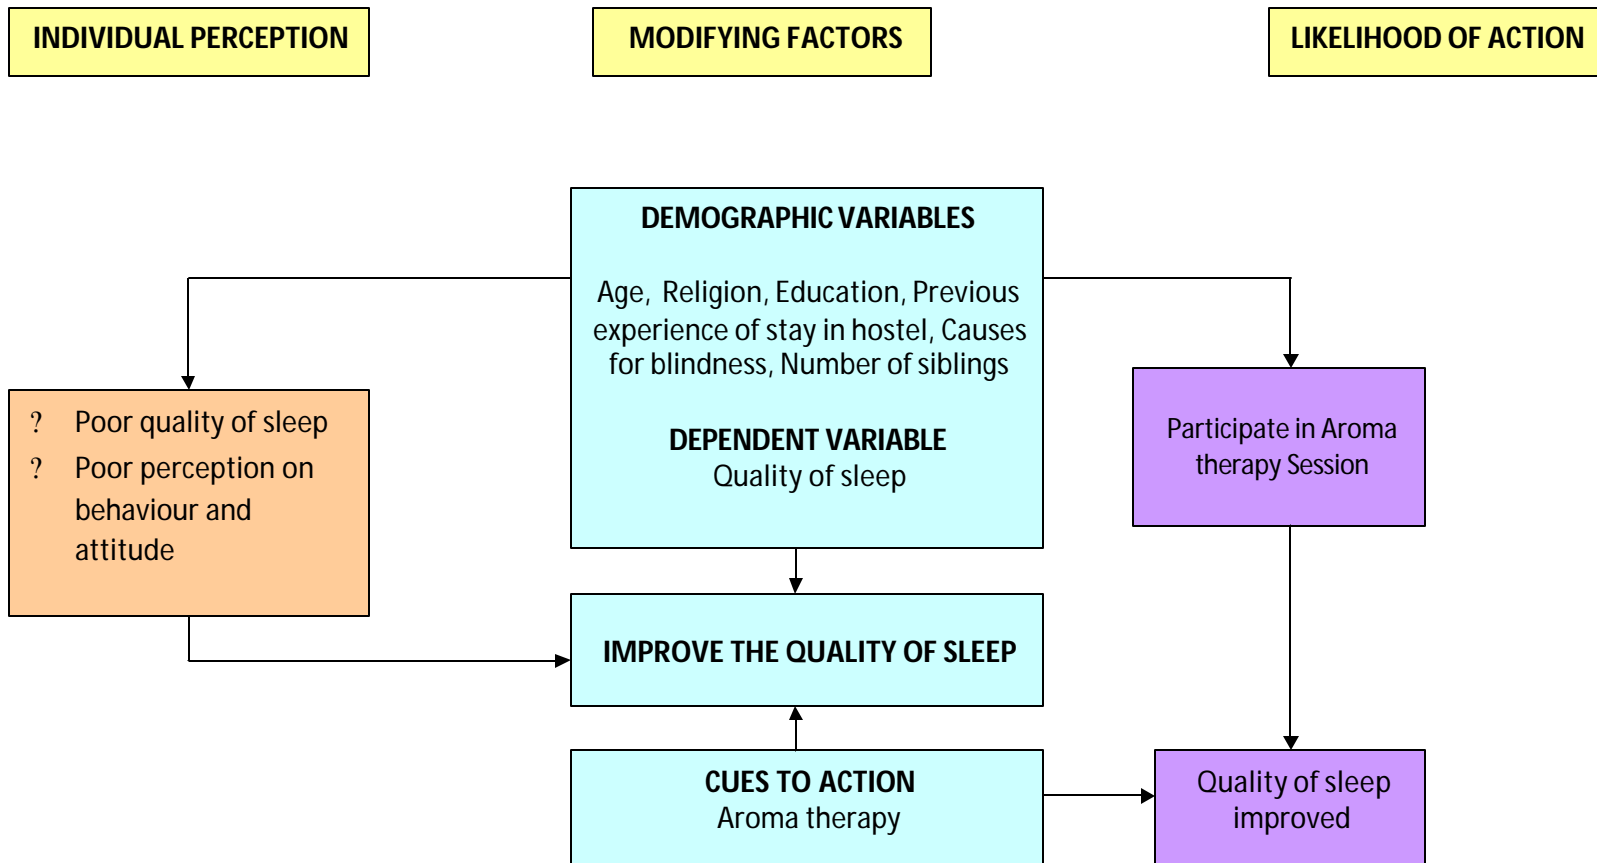 INDIVIDUAL PERCEPTION
MODIFYING FACTORS
LIKELIHOOD OF ACTION
DEMOGRAPHIC VARIABLES
Age, Religion, Education, Previous
experience of stay in hostel, Causes
for blindness, Number of siblings
DEPENDENT VARIABLE
Quality of sleep
? Poor quality of sleep
? Poor perception on
behaviour and
attitude
Participate in Aroma
therapy Session
IMPROVE THE QUALITY OF SLEEP
CUES TO ACTION
Aroma therapy
Quality of sleep
improved